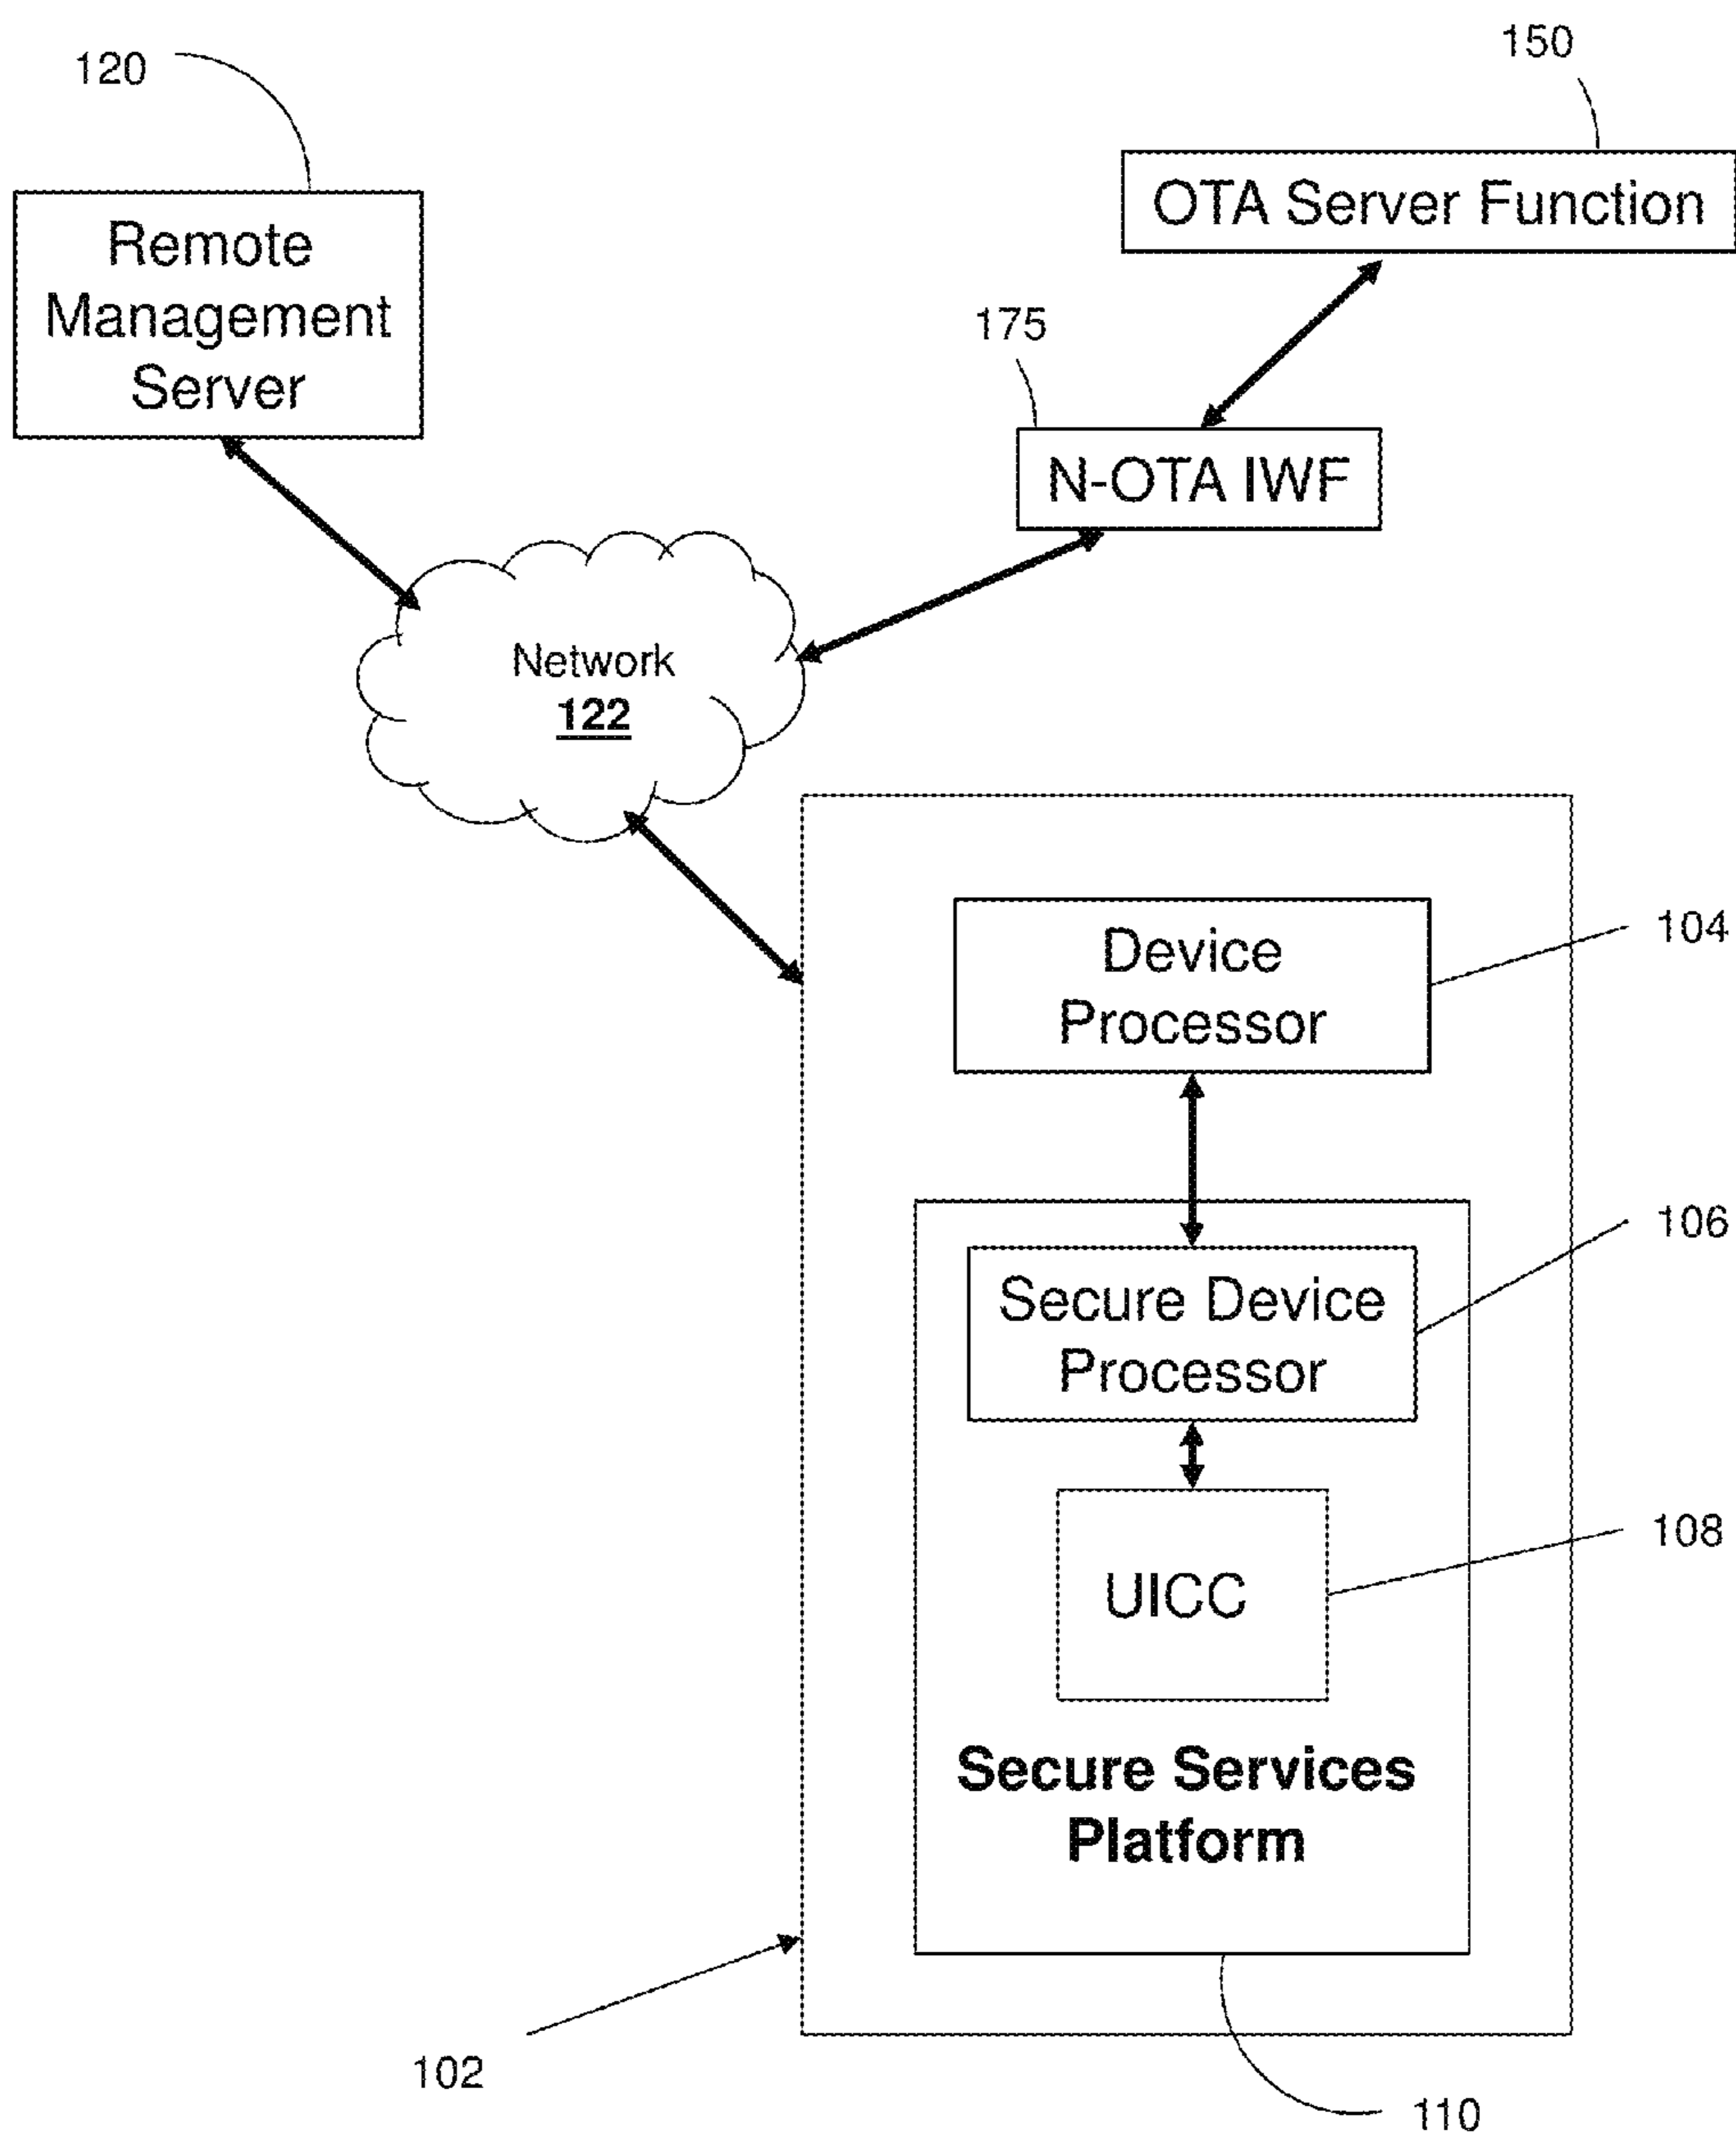 120
150
OTA Server Function
Remote
Management
Server
175
N-OTA IWF
Network
122
Device
Processor
104
106
Secure Device
Processor
108
UICC
Secure Services
Platform
102
110